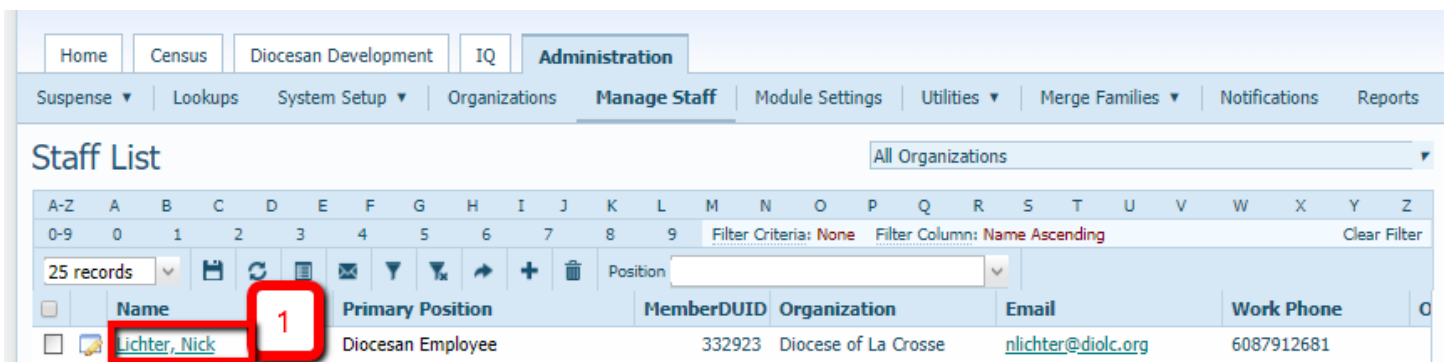 Home Census Diocesan Development IQ Administration
Suspense ▼ Lookups System Setup ▼ Organizations Manage Staff Module Settings Utilities ▼ Merge Families ▼ Notifications Reports
Staff List All Organizations
A-Z A B C D E F G H I J K L M N O P Q R S T U V W X Y Z
0-9 0 1 2 3 4 5 6 7 8 9 Filter Criteria: None Filter Column: Name Ascending Clear Filter
25 records Position
Name 1 Primary Position MemberDUID Organization Email Work Phone
Lichter, Nick Diocesan Employee 332923 Diocese of La Crosse nlichter@diolc.org 6087912681